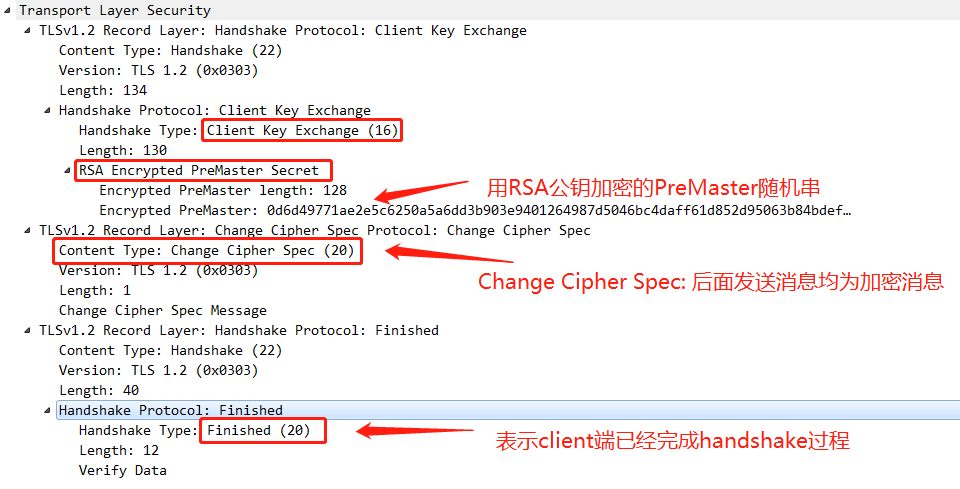 Transport Layer Security
TLSv1.2 Record Layer: Handshake Protocol: Client Key Exchange
Content Type: Handshake (22)
Version: TLS 1.2 (0x0303)
Length: 134
Handshake Protocol: Client Key Exchange
Handshake Type: Client Key Exchange (16)
Length: 130
RSA Encrypted PreMaster Secret
Encrypted PreMaster length: 128
用RSA公钥加密的PreMaster随机串
Encrypted PreMaster: 0d6d49771ae2e5c6250a5a6dd3b903e9401264987d5046bc4daff61d852d95063b84bdef…
TLSv1.2 Record Layer: Change Cipher Spec Protocol: Change Cipher Spec
Content Type: Change Cipher Spec (20)
Version: TLS 1.2 (0x0303)
Change Cipher Spec: 后面发送消息均为加密消息
Length: 1
Change Cipher Spec Message
TLSv1.2 Record Layer: Handshake Protocol: Finished
Content Type: Handshake (22)
Version: TLS 1.2 (0x0303)
Length: 40
Handshake Protocol: Finished
Handshake Type: Finished (20)
表示client端已经完成handshake过程
Length: 12
Verify Data